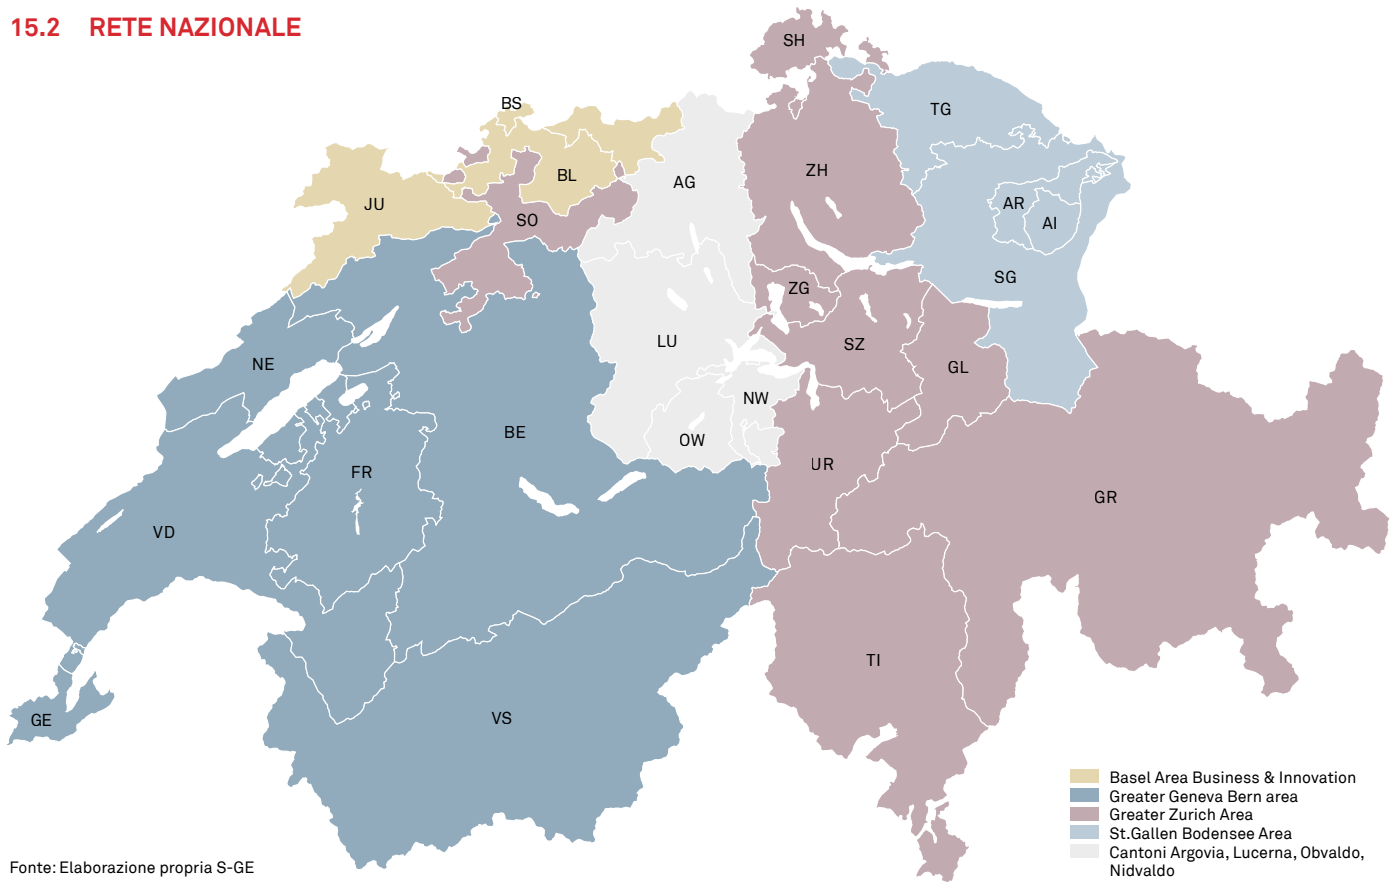 15.2 RETE NAZIONALE
SH
BS
TG
ZH
BL
AG
JU
AR
SO
AI
SG
ZG
LU
SZ
NE
GL
NW
BE
OW
UR
FR
GR
VD
TI
GE
VS
Basel Area Business & Innovation
Greater Geneva Bern area
Greater Zurich Area
St.Gallen Bodensee Area
Cantoni Argovia, Lucerna, Obvaldo,
Nidvaldo
Fonte: Elaborazione propria S-GE